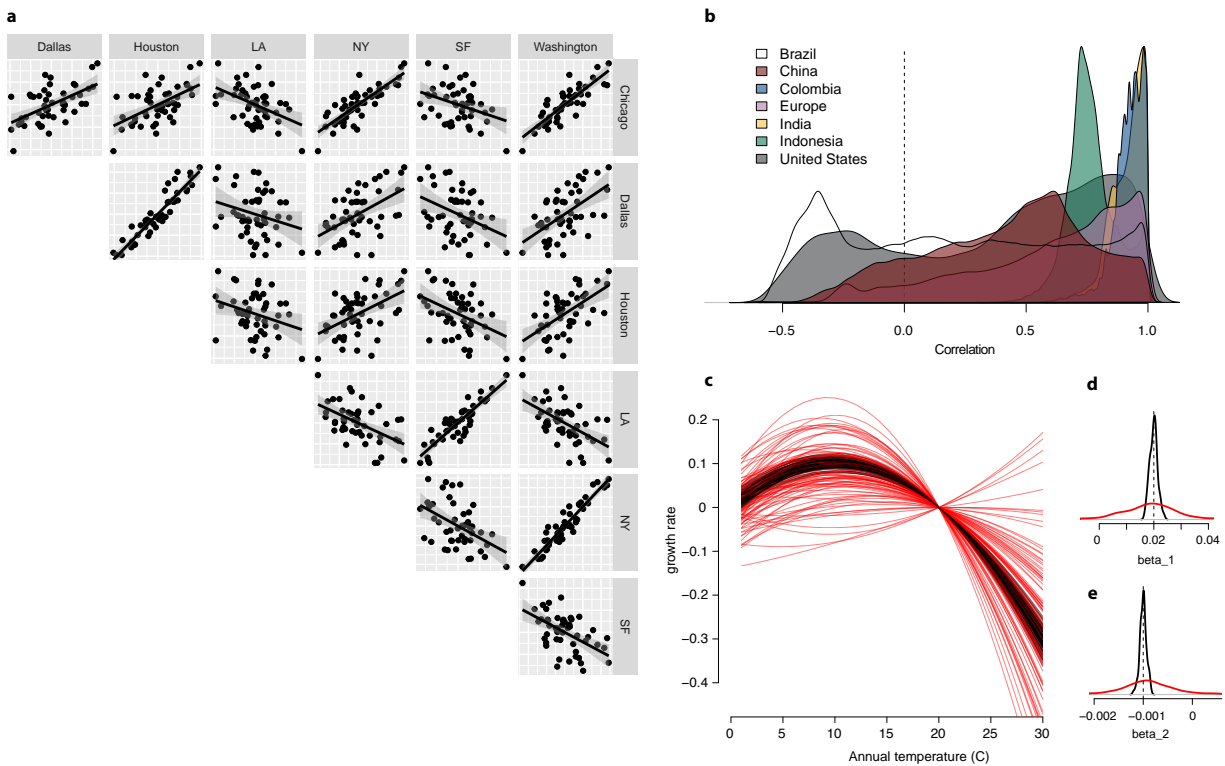 a
Dallas Houston LA NY SF Washington
Chicago
Dallas
Houston
LA
NY
SF
b
Brazil
China
Colombia
Europe
India
Indonesia
United States
−0.5 0.0 0.5 1.0
Correlation
c
growth rate
0.2
0.1
0
−0.1
−0.2
−0.3
−0.4
0 5 10 15 20 25 30
Annual temperature (C)
d
0 0.02 0.04
beta_1
e
−0.002 −0.001 0
beta_2